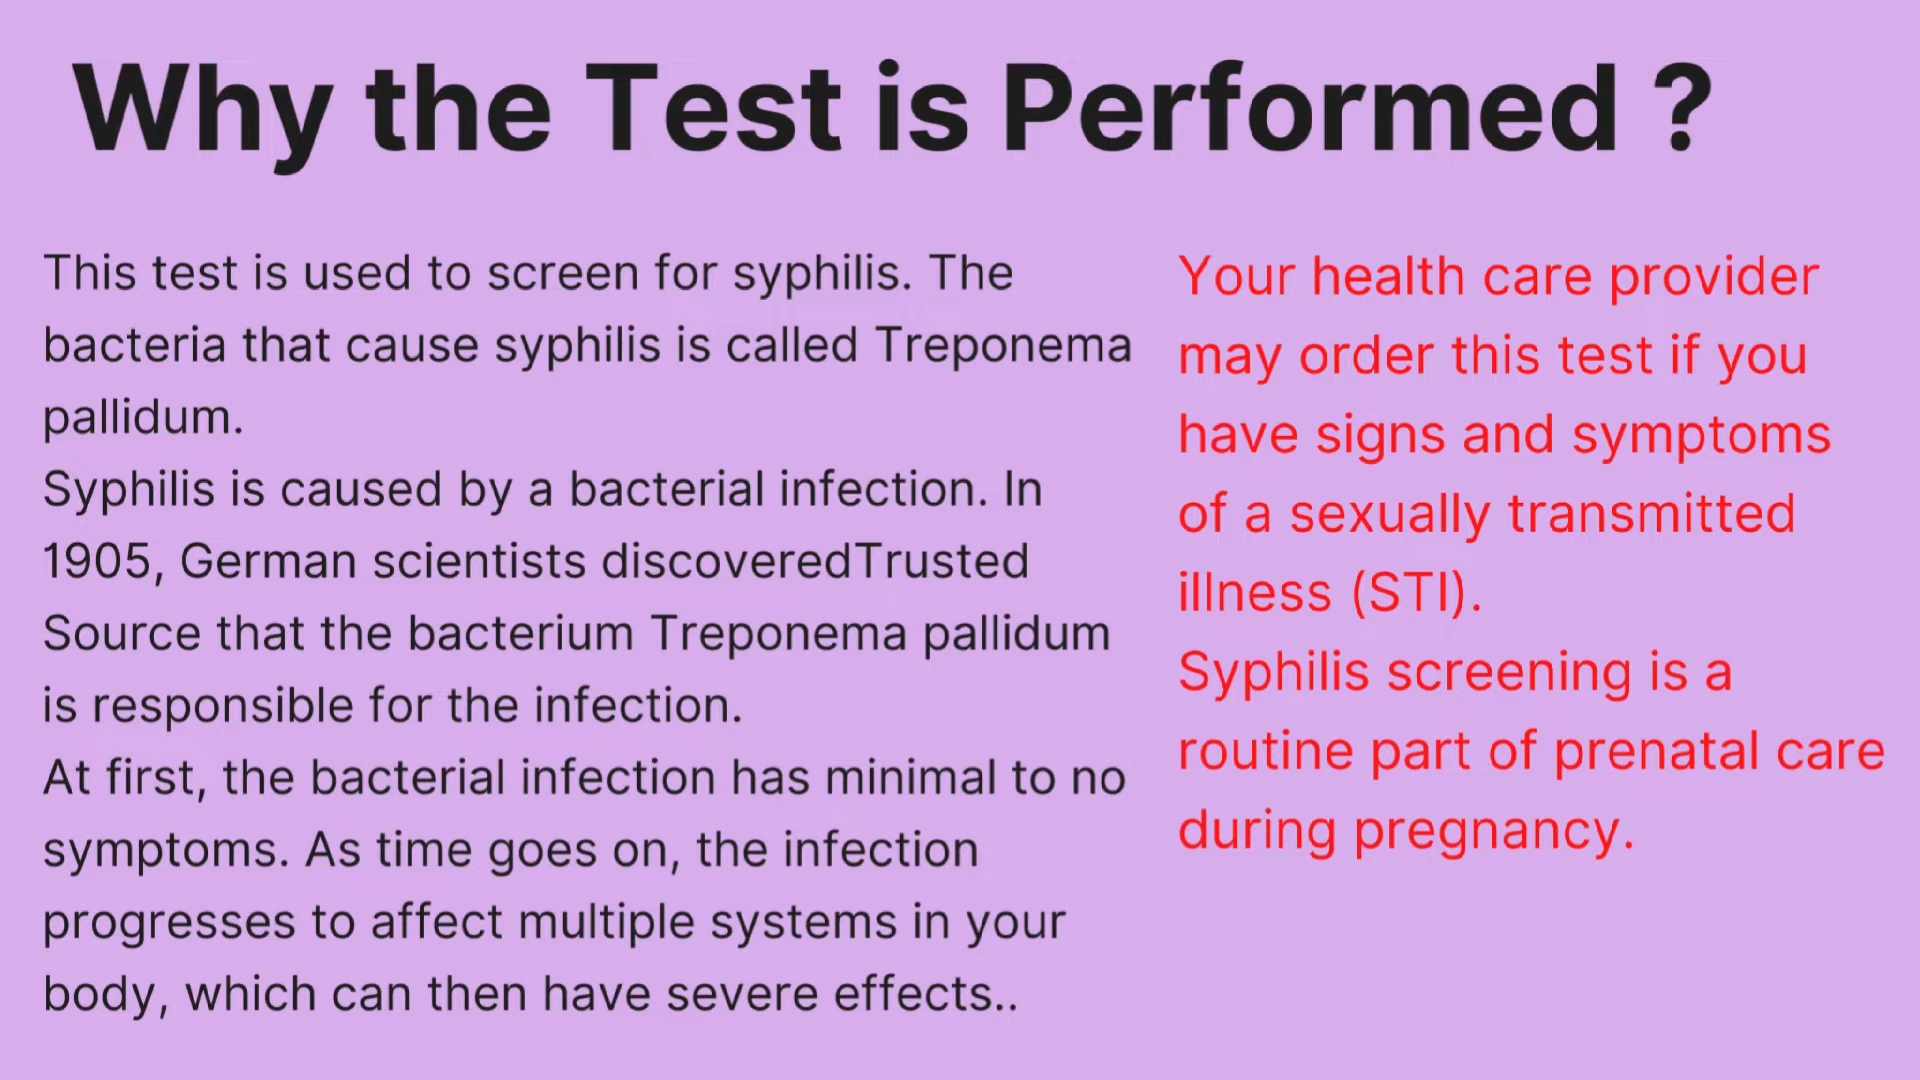 Why the Test is Performed ?
This test is used to screen for syphilis. The
bacteria that cause syphilis is called Treponema
pallidum.
Syphilis is caused by a bacterial infection. In
1905, German scientists discoveredTrusted
Source that the bacterium Treponema pallidum
is responsible for the infection.
At first, the bacterial infection has minimal to no
symptoms. As time goes on, the infection
progresses to affect multiple systems in your
body, which can then have severe effects..
Your health care provider
may order this test if you
have signs and symptoms
of a sexually transmitted
illness (STI).
Syphilis screening is a
routine part of prenatal care
during pregnancy.